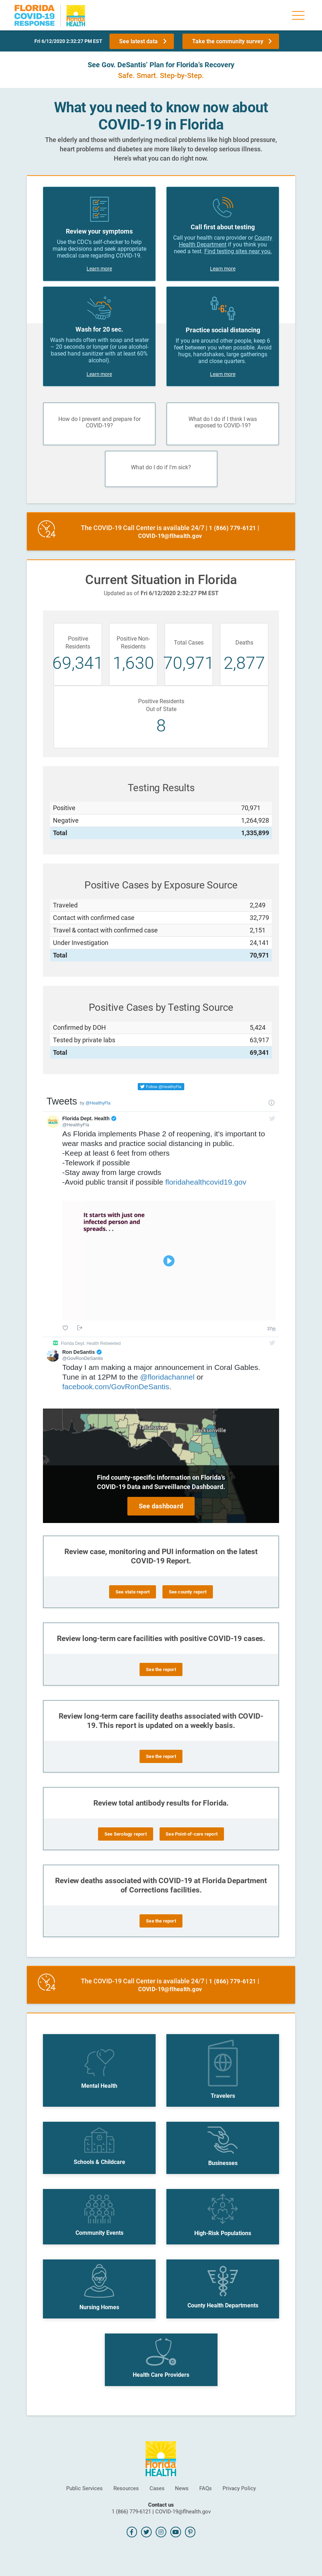 FLORIDA
COVID-19
RESPONSE
Florida
HEALTH
Fri 6/12/2020 2:32:27 PM EST
See latest data
Take the community survey
See Gov. DeSantis' Plan for Florida's Recovery
Safe. Smart. Step-by-Step.
What you need to know now about
COVID-19 in Florida
The elderly and those with underlying medical problems like high blood pressure,
heart problems and diabetes are more likely to develop serious illness.
Here's what you can do right now.
Review your symptoms
Use the CDC's self-checker to help
make decisions and seek appropriate
medical care regarding COVID-19.
Learn more
Call first about testing
Call your health care provider or County
Health Department if you think you
need a test. Find testing sites near you.
Learn more
Wash for 20 sec.
Wash hands often with soap and water
– 20 seconds or longer (or use alcohol-
based hand sanitizer with at least 60%
alcohol).
Learn more
6'
Practice social distancing
If you are around other people, keep 6
feet between you when possible. Avoid
hugs, handshakes, large gatherings
and close quarters.
Learn more
How do I prevent and prepare for
COVID-19?
What do I do if I think I was
exposed to COVID-19?
What do I do if I'm sick?
24
The COVID-19 Call Center is available 24/7 | 1 (866) 779-6121 |
COVID-19@flhealth.gov
Current Situation in Florida
Updated as of Fri 6/12/2020 2:32:27 PM EST
Positive
Residents
69,341
Positive Non-
Residents
1,630
Total Cases
70,971
Deaths
2,877
Positive Residents
Out of State
8
Testing Results
Positive 70,971
Negative 1,264,928
Total 1,335,899
Positive Cases by Exposure Source
Traveled 2,249
Contact with confirmed case 32,779
Travel & contact with confirmed case 2,151
Under Investigation 24,141
Total 70,971
Positive Cases by Testing Source
Confirmed by DOH 5,424
Tested by private labs 63,917
Total 69,341
Follow @HealthyFla
Tweets by @HealthyFla
Florida Dept. Health
@HealthyFla
As Florida implements Phase 2 of reopening, it's important to
wear masks and practice social distancing in public.
-Keep at least 6 feet from others
-Telework if possible
-Stay away from large crowds
-Avoid public transit if possible floridahealthcovid19.gov
It starts with just one
infected person and
spreads. . .
37m
Florida Dept. Health Retweeted
Ron DeSantis
@GovRonDeSantis
Today I am making a major announcement in Coral Gables.
Tune in at 12PM to the @floridachannel or
facebook.com/GovRonDeSantis.
Tallahassee
Jacksonville
Find county-specific information on Florida's
COVID-19 Data and Surveillance Dashboard.
See dashboard
Review case, monitoring and PUI information on the latest
COVID-19 Report.
See state report
See county report
Review long-term care facilities with positive COVID-19 cases.
See the report
Review long-term care facility deaths associated with COVID-
19. This report is updated on a weekly basis.
See the report
Review total antibody results for Florida.
See Serology report
See Point-of-care report
Review deaths associated with COVID-19 at Florida Department
of Corrections facilities.
See the report
24
The COVID-19 Call Center is available 24/7 | 1 (866) 779-6121 |
COVID-19@flhealth.gov
Mental Health
Travelers
Schools & Childcare
Businesses
Community Events
High-Risk Populations
Nursing Homes
County Health Departments
Health Care Providers
Florida
HEALTH
Public Services
Resources
Cases
News
FAQs
Privacy Policy
Contact us
1 (866) 779-6121 | COVID-19@flhealth.gov